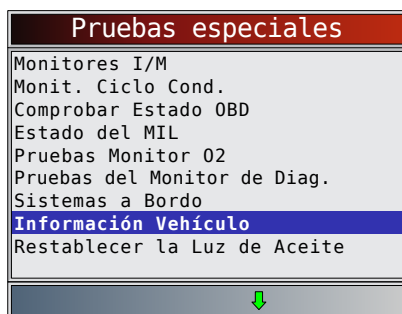 Pruebas especiales
Monitores I/M
Monit. Ciclo Cond.
Comprobar Estado OBD
Estado del MIL
Pruebas Monitor O2
Pruebas del Monitor de Diag.
Sistemas a Bordo
Información Vehículo
Restablecer la Luz de Aceite